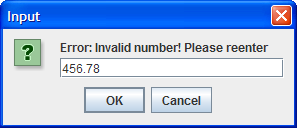 Input
Error: Invalid number! Please reenter
456.78
OK
Cancel